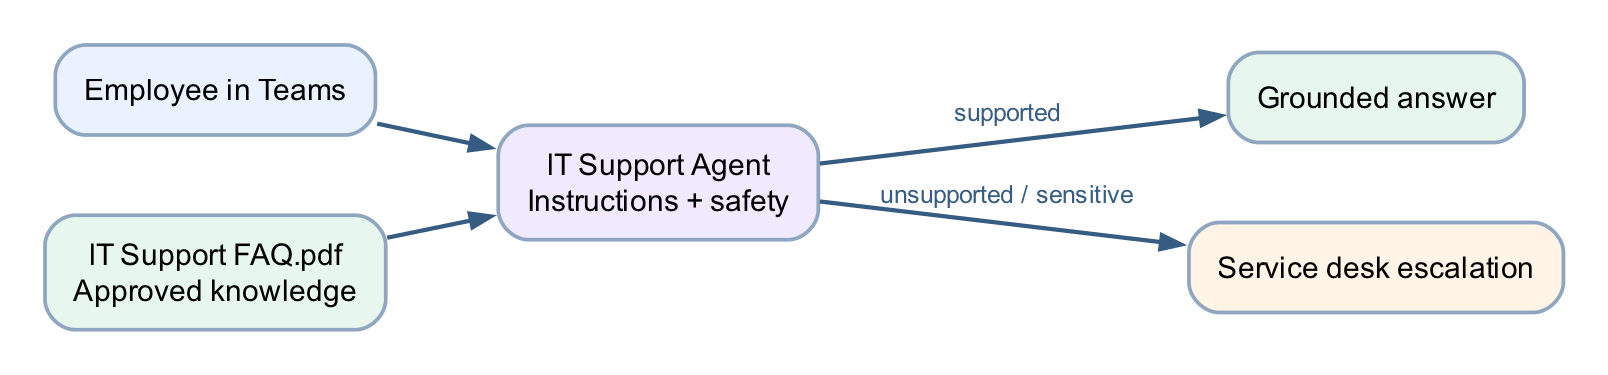 Employee in Teams
IT Support FAQ.pdf
Approved knowledge
IT Support Agent
Instructions + safety
supported
unsupported / sensitive
Grounded answer
Service desk escalation